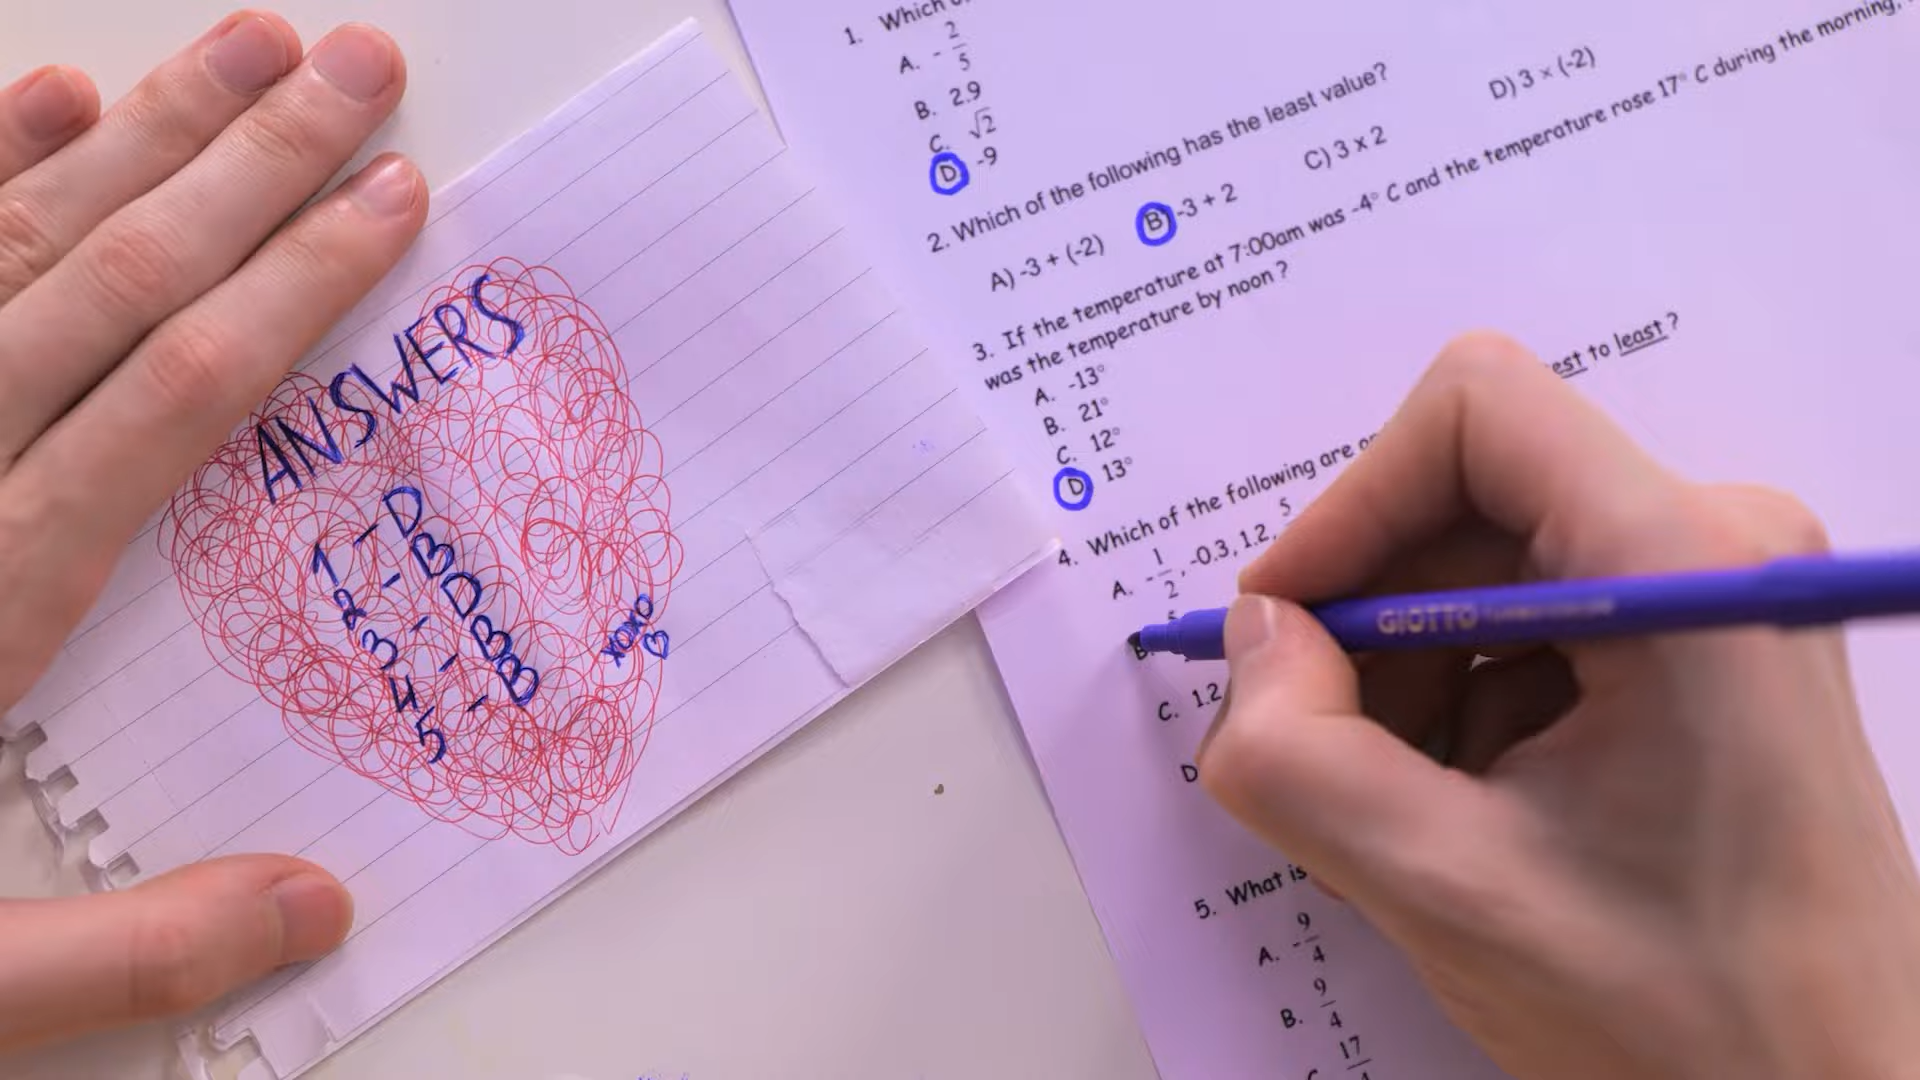 ANSWERS
1 - D
2 - B
3 - D
4 - B
5 - B
XOXO
1. Which
A. -2/5
B. 2.9
C. √2
D. -9
2. Which of the following has the least value?
A) -3 + (-2) B) -3 + 2 C) 3 x 2 D) 3 × (-2)
3. If the temperature at 7:00am was -4° C and the temperature rose 17° C during the morning,
was the temperature by noon ?
A. -13°
B. 21°
C. 12°
D 13°
4. Which of the following are est to least ?
A. -1/2, -0.3, 1.2, 5
B.
C. 1.2
D
5. What is
A. -9/4
B. 9/4
C 17/4
GIOTTO